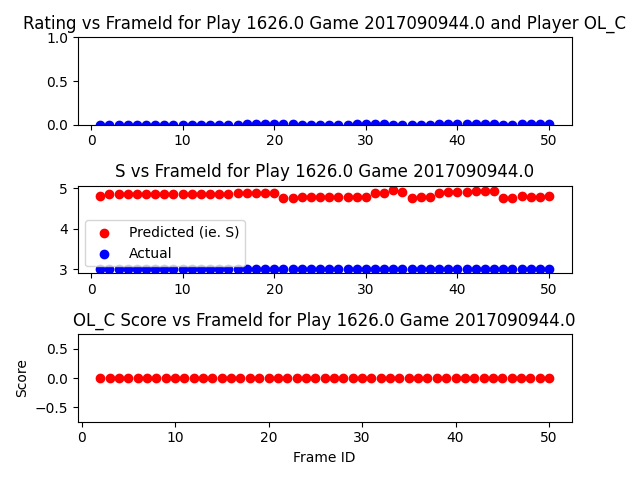 Rating vs FrameId for Play 1626.0 Game 2017090944.0 and Player OL_C
1.0
0.5
0.0
0 10 20 30 40 50
S vs FrameId for Play 1626.0 Game 2017090944.0
5
4
3
Predicted (ie. S)
Actual
0 10 20 30 40 50
OL_C Score vs FrameId for Play 1626.0 Game 2017090944.0
Score
0.5
0.0
−0.5
0 10 20 30 40 50
Frame ID